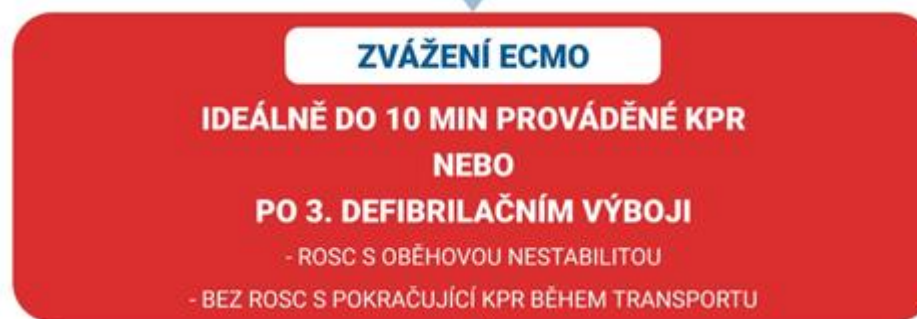 ZVÁŽENÍ ECMO
IDEÁLNĚ DO 10 MIN PROVÁDĚNÉ KPR
NEBO
PO 3. DEFIBRILAČNÍM VÝBOJI
- ROSC S OBĚHOVOU NESTABILITOU
- BEZ ROSC S POKRAČUJÍCÍ KPR BĚHEM TRANSPORTU